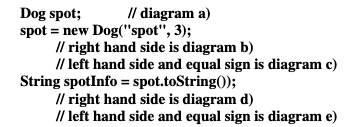 Dog spot; // diagram a)
spot = new Dog("spot", 3);
// right hand side is diagram b)
// left hand side and equal sign is diagram c)
String spotInfo = spot.toString());
// right hand side is diagram d)
// left hand side and equal sign is diagram e)